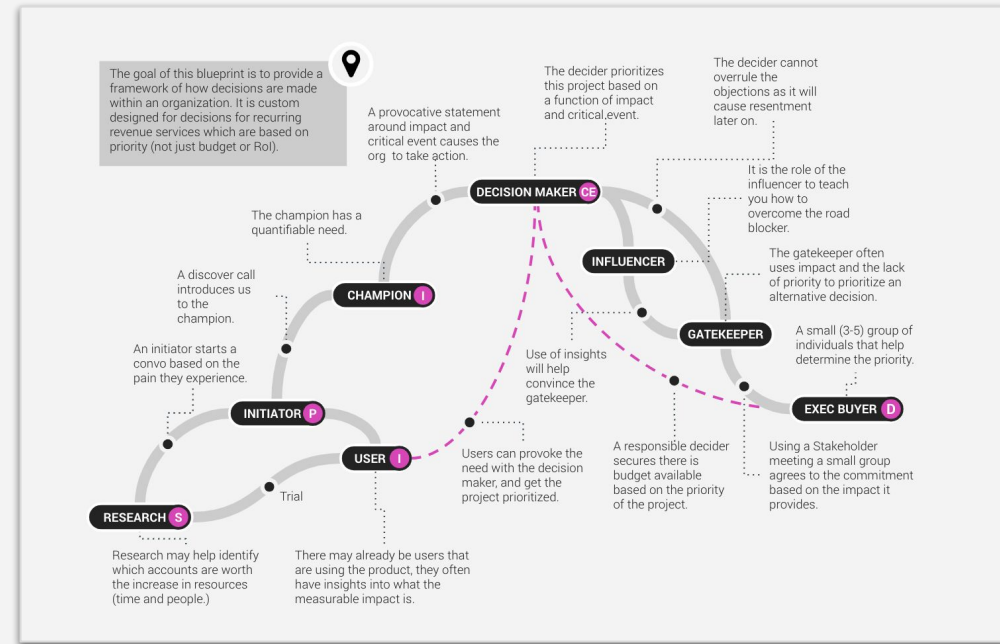 The goal of this blueprint is to provide a
framework of how decisions are made
within an organization. It is custom
designed for decisions for recurring
revenue services which are based on
priority (not just budget or RoI).
A provocative statement
around impact and
critical event causes the
org to take action.
The decider prioritizes
this project based on
a function of impact
and critical event.
The decider cannot
overrule the
objections as it will
cause resentment
later on.
DECISION MAKER CE
It is the role of the
influencer to teach
you how to
overcome the road
blocker.
The champion has a
quantifiable need.
INFLUENCER
The gatekeeper often
uses impact and the lack
of priority to prioritize an
alternative decision.
A discover call
introduces us
to the
champion.
CHAMPION I
GATEKEEPER
A small (3-5) group of
individuals that help
determine the priority.
An initiator starts a
convo based on the
pain they experience.
Use of insights
will help
convince the
gatekeeper.
INITIATOR P
EXEC BUYER D
USER I
Users can provoke the
need with the decision
maker, and get the
project prioritized.
A responsible decider
secures there is
budget available
based on the priority
of the project.
Using a Stakeholder
meeting a small group
agrees to the commitment
based on the impact it
provides.
Trial
RESEARCH S
Research may help identify
which accounts are worth
the increase in resources
(time and people.)
There may already be users that
are using the product, they often
have insights into what the
measurable impact is.